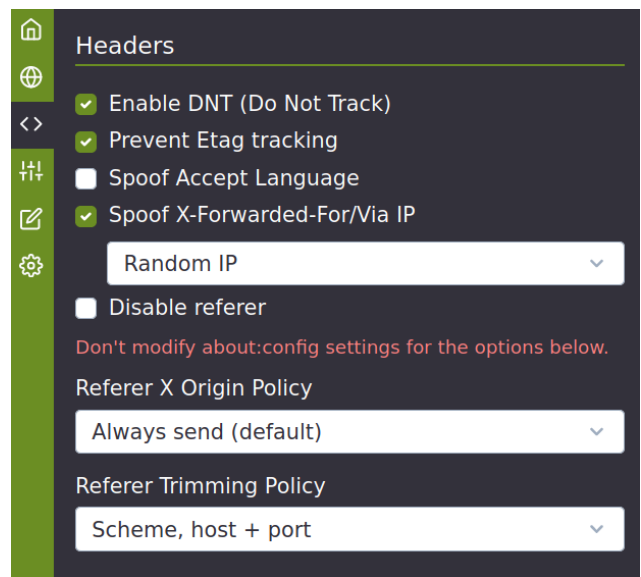 Headers
Enable DNT (Do Not Track)
Prevent Etag tracking
Spoof Accept Language
Spoof X-Forwarded-For/Via IP
Random IP
Disable referer
Don't modify about:config settings for the options below.
Referer X Origin Policy
Always send (default)
Referer Trimming Policy
Scheme, host + port